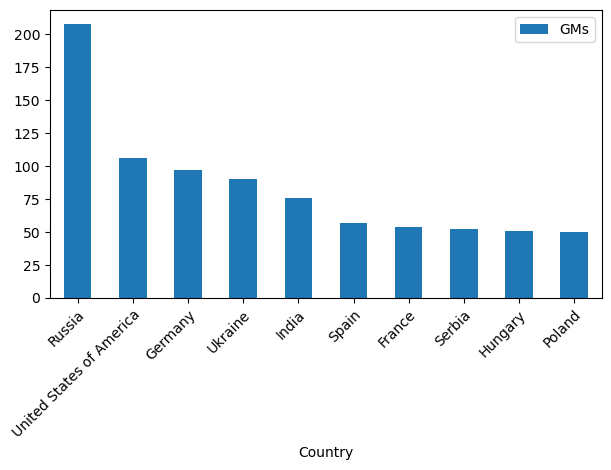 GMs
200
175
150
125
100
75
50
25
0
Russia
United States of America
Germany
Ukraine
India
Spain
France
Serbia
Hungary
Poland
Country